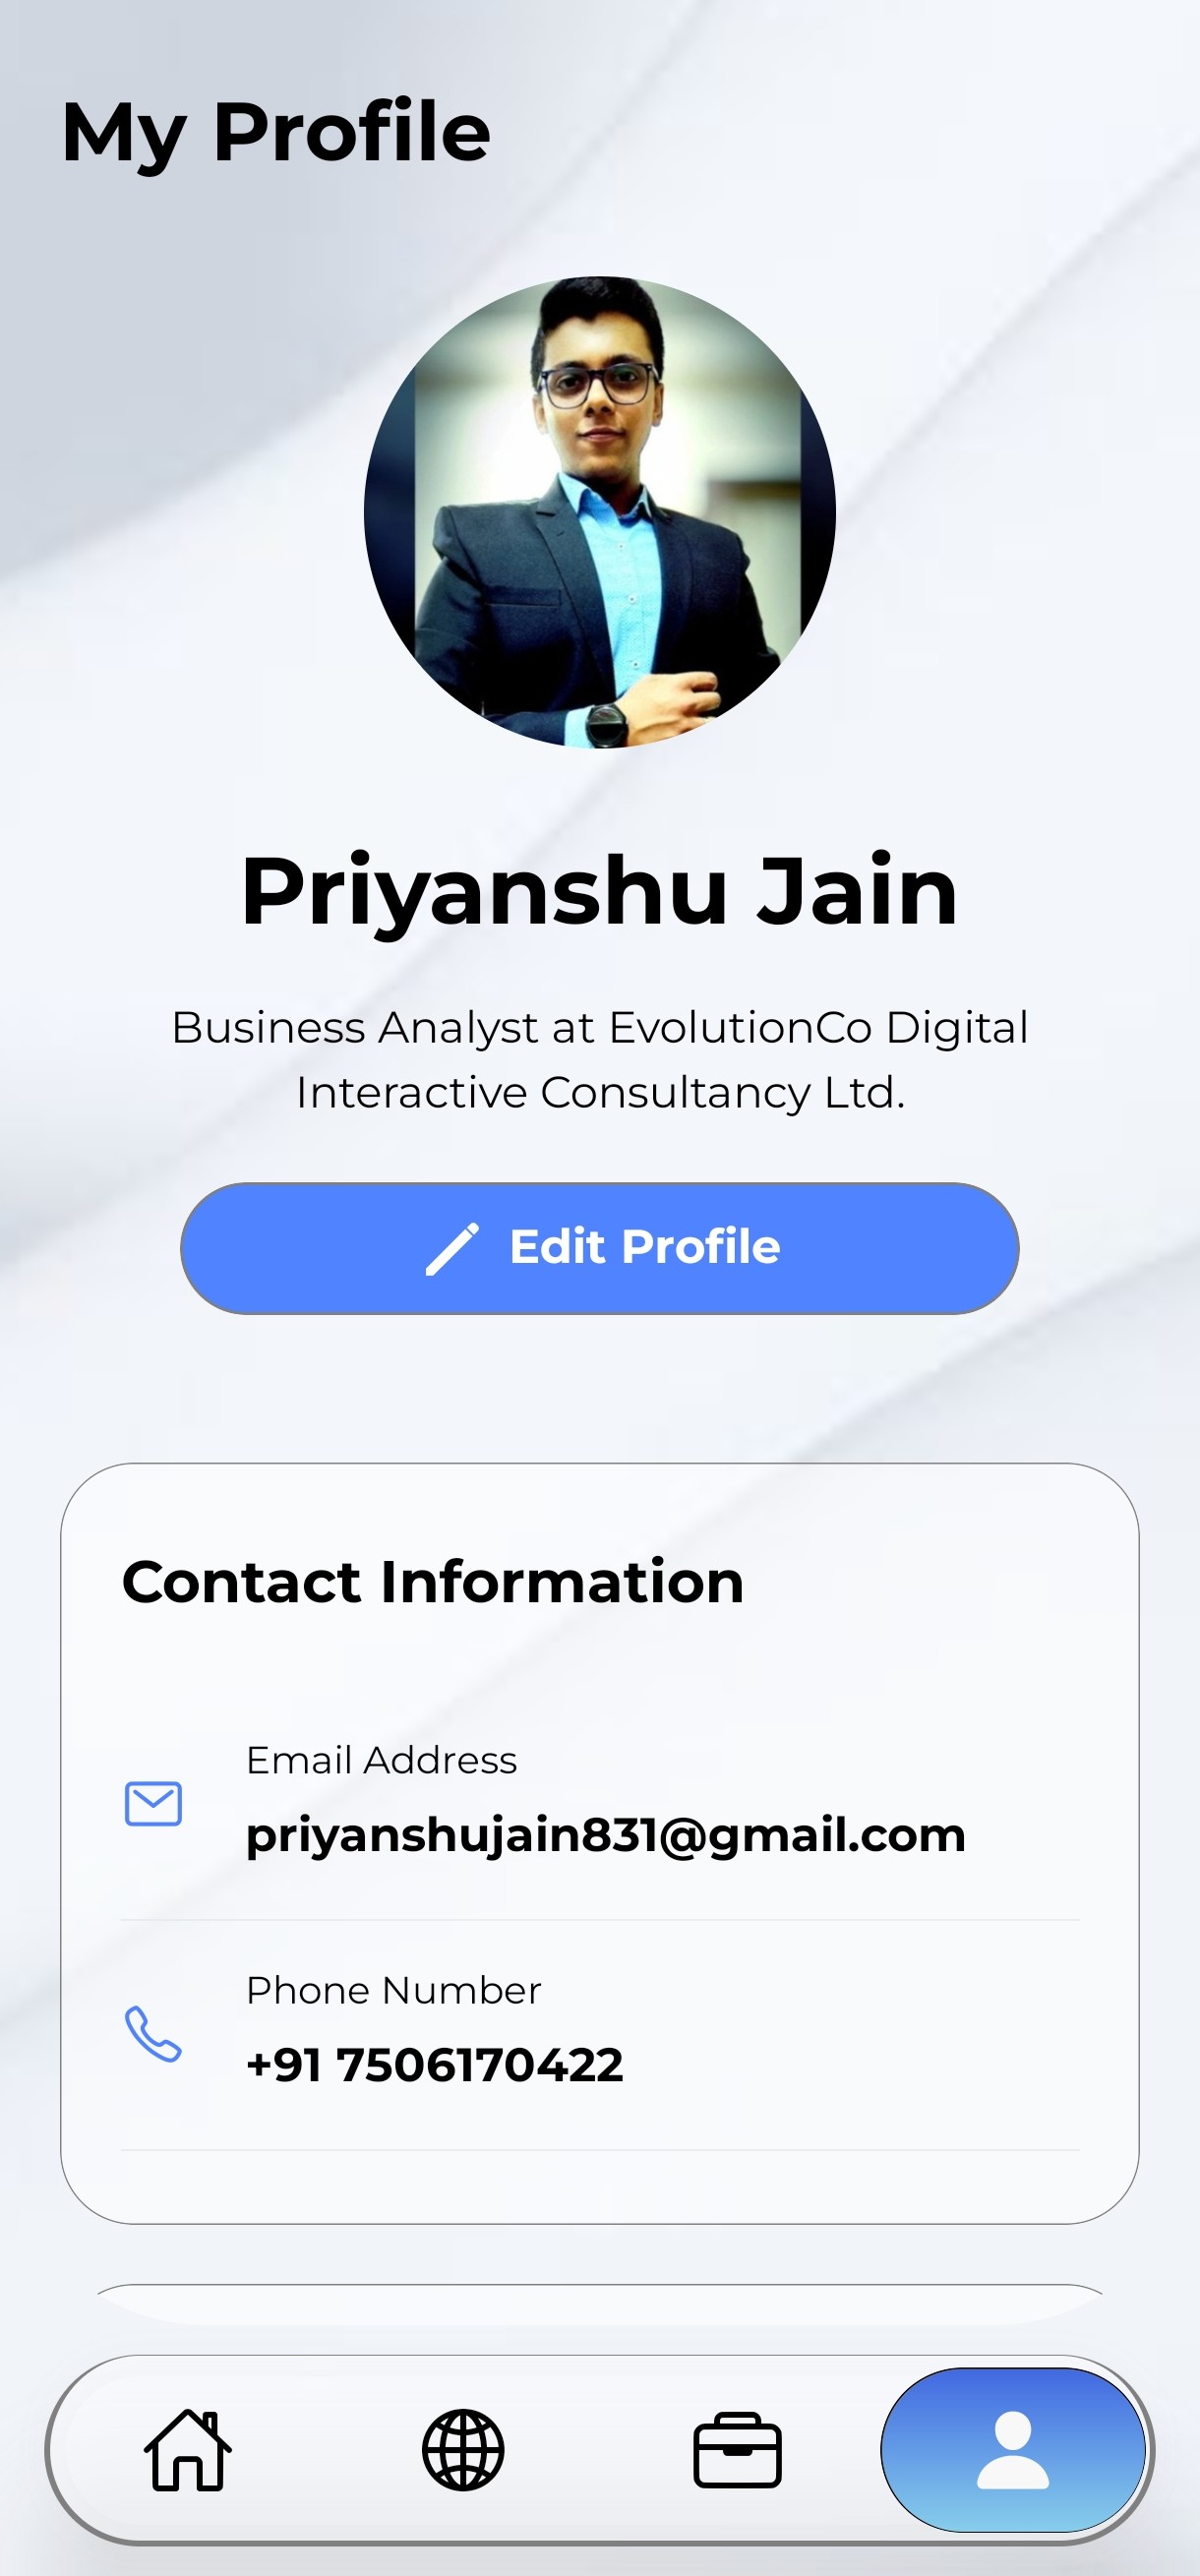 My Profile
Priyanshu Jain
Business Analyst at EvolutionCo Digital
Interactive Consultancy Ltd.
Edit Profile
Contact Information
Email Address
priyanshujain831@gmail.com
Phone Number
+91 7506170422